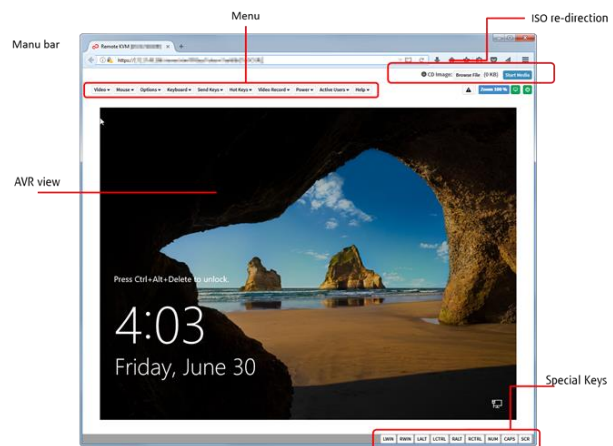 Menu
ISO re-direction
Manu bar
Remote KVM
https://
CD Image: Browse File (0 KB) Start Media
Video Mouse Options Keyboard Send Keys Hot Keys Video Record Power Active Users Help
Zoom 100 %
AVR view
Press Ctrl+Alt+Delete to unlock.
4:03
Friday, June 30
Special Keys
LWIN RWIN LALT LCTRL RALT RCTRL NUM CAPS SCR